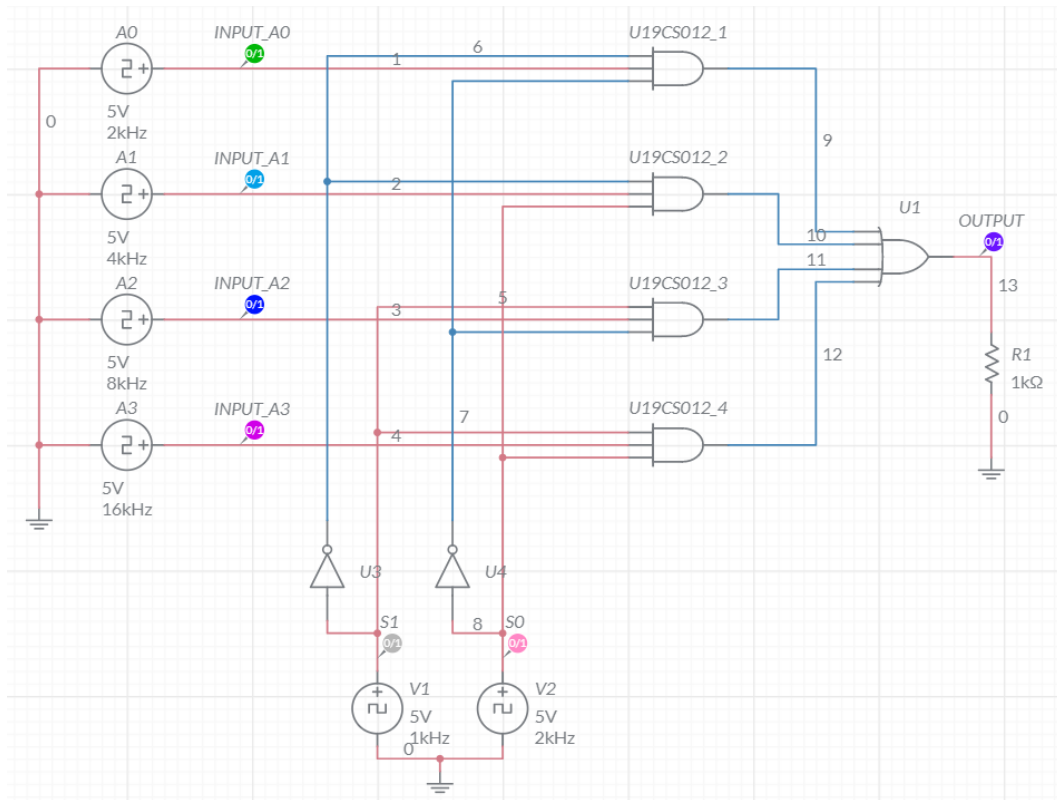 A0
INPUT_A0
0/1
5V
2kHz
0
1
6
U19CS012_1
9
A1
INPUT_A1
0/1
5V
4kHz
2
U19CS012_2
10
11
U1
OUTPUT
0/1
13
A2
INPUT_A2
0/1
5V
8kHz
3
5
U19CS012_3
12
R1
1kΩ
0
A3
INPUT_A3
0/1
5V
16kHz
4
7
U19CS012_4
U3
U4
S1
0/1
8
S0
0/1
V1
5V
1kHz
0
V2
5V
2kHz